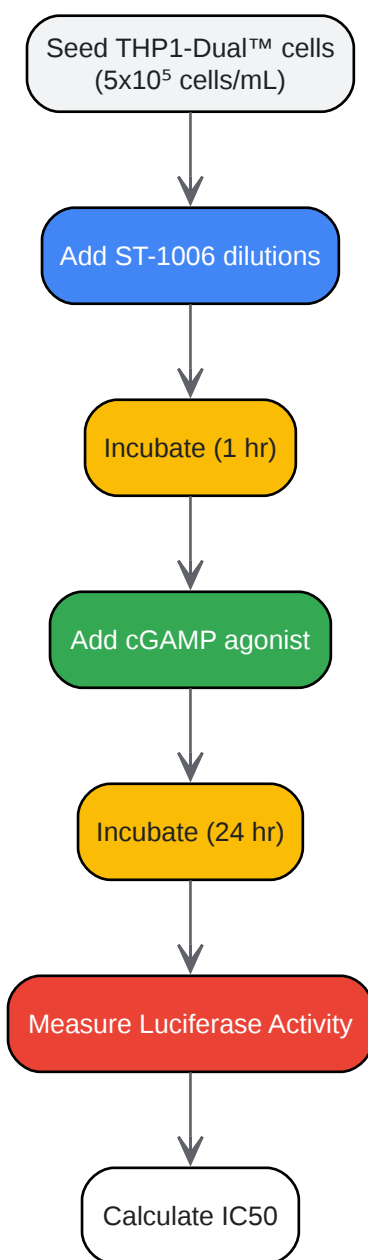 Seed THP1-Dual™ cells
(5x10⁵ cells/mL)
Add ST-1006 dilutions
Incubate (1 hr)
Add cGAMP agonist
Incubate (24 hr)
Measure Luciferase Activity
Calculate IC50